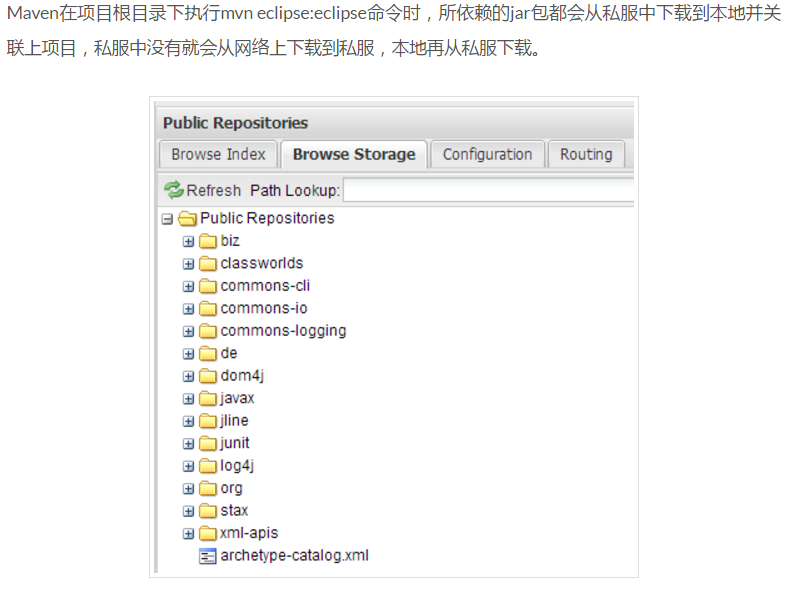 Maven在项目根目录下执行mvn eclipse:eclipse命令时，所依赖的jar包都会从私服中下载到本地并关
联上项目，私服中没有就会从网络上下载到私服，本地再从私服下载。
Public Repositories
Browse Index Browse Storage Configuration Routing
Refresh Path Lookup:
Public Repositories
biz
classworlds
commons-cli
commons-io
commons-logging
de
dom4j
javax
jline
junit
log4j
org
stax
xml-apis
archetype-catalog.xml